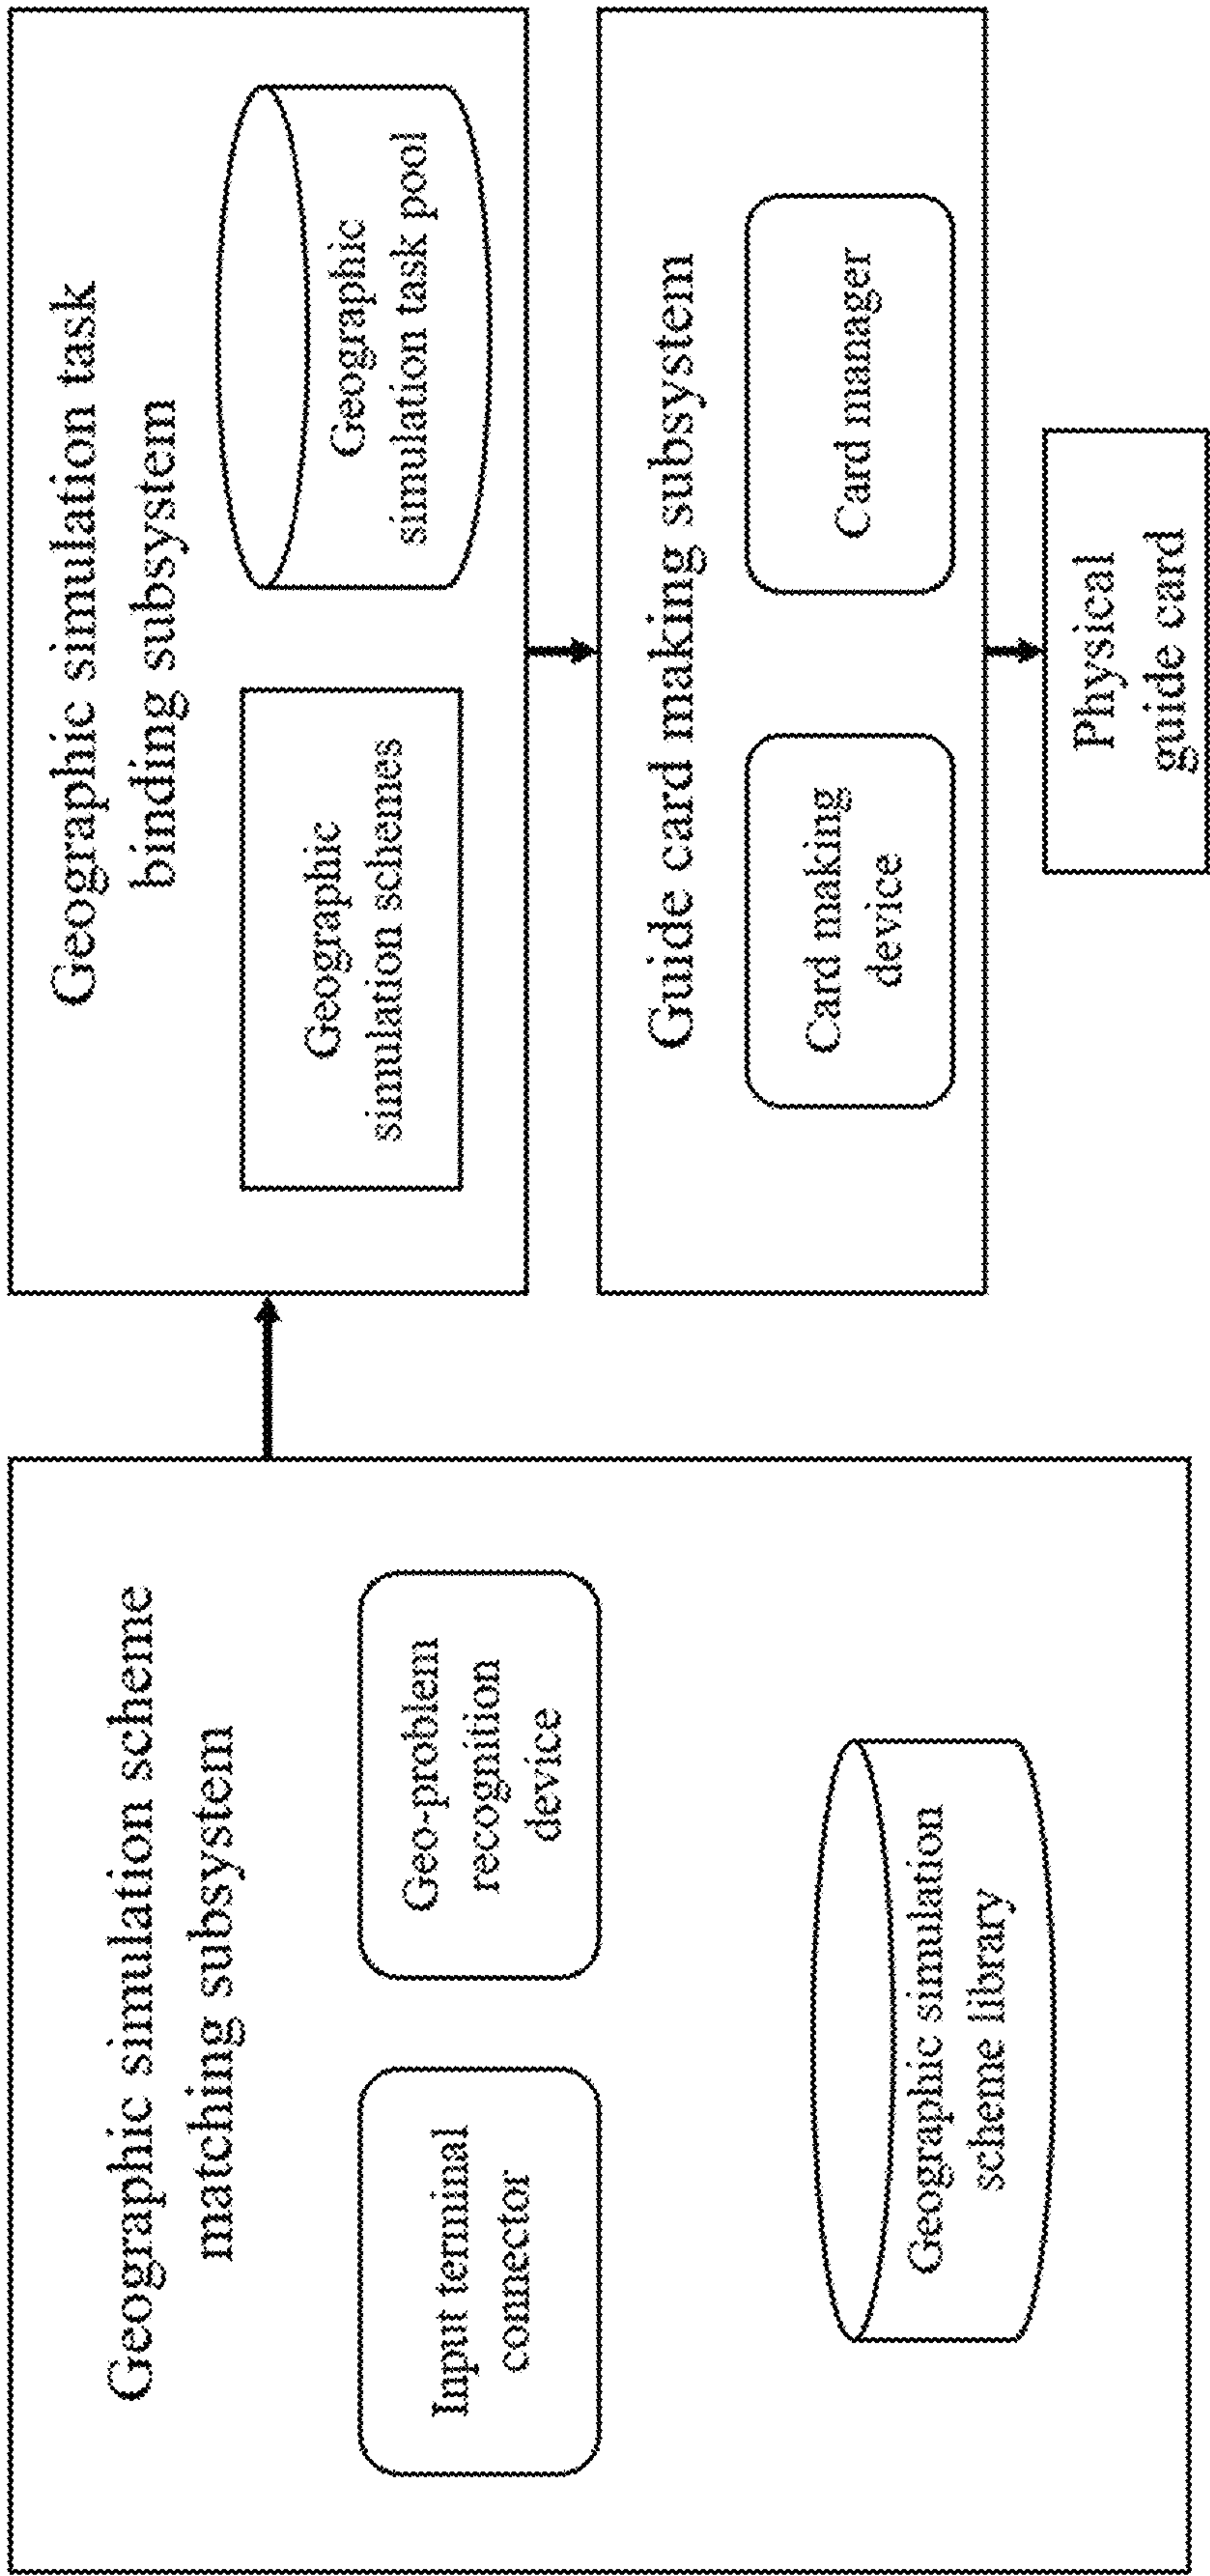 Geographic simulation scheme
matching subsystem
Input terminal
connector
Geo-problem
recognition
device
Geographic simulation
scheme library
Geographic simulation task
binding subsystem
Geographic
simulation schemes
Geographic
simulation task pool
Guide card making subsystem
Card making
device
Card manager
Physical
guide card